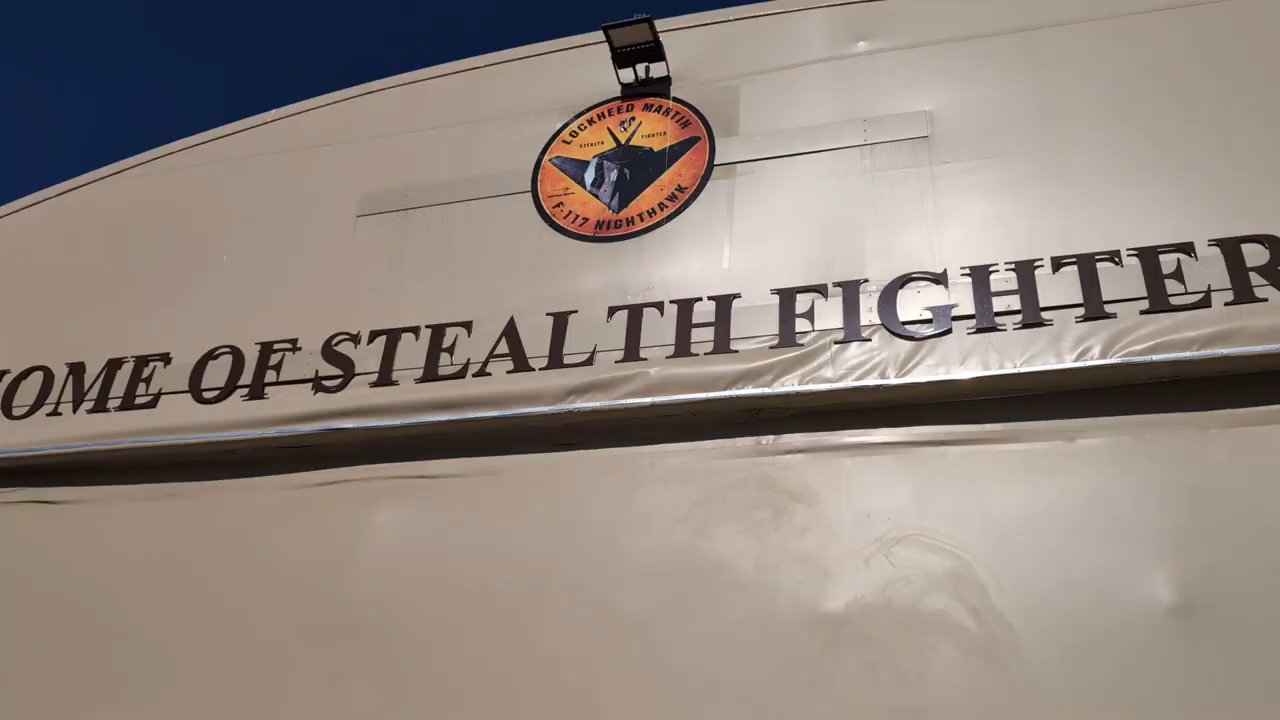 LOCKHEED MARTIN
STEALTH FIGHTER
F-117 NIGHTHAWK
OME OF STEALTH FIGHTER